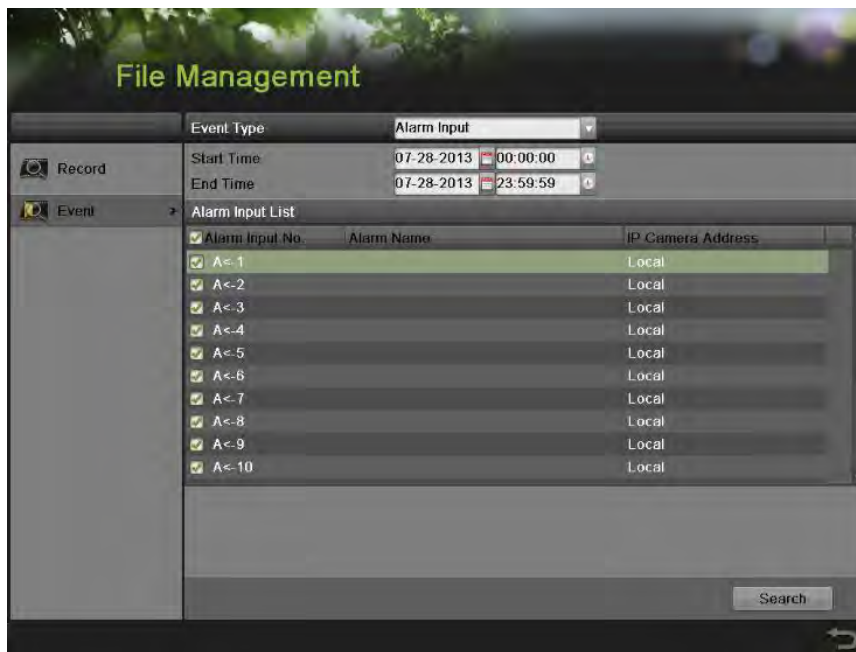 File Management
Event Type Alarm Input
Record
Start Time 07-28-2013 00:00:00
End Time 07-28-2013 23:59:59
Event
Alarm Input List
Alarm Input No. Alarm Name IP Camera Address
A<-1 Local
A<-2 Local
A<-3 Local
A<-4 Local
A<-5 Local
A<-6 Local
A<-7 Local
A<-8 Local
A<-9 Local
A<-10 Local
Search